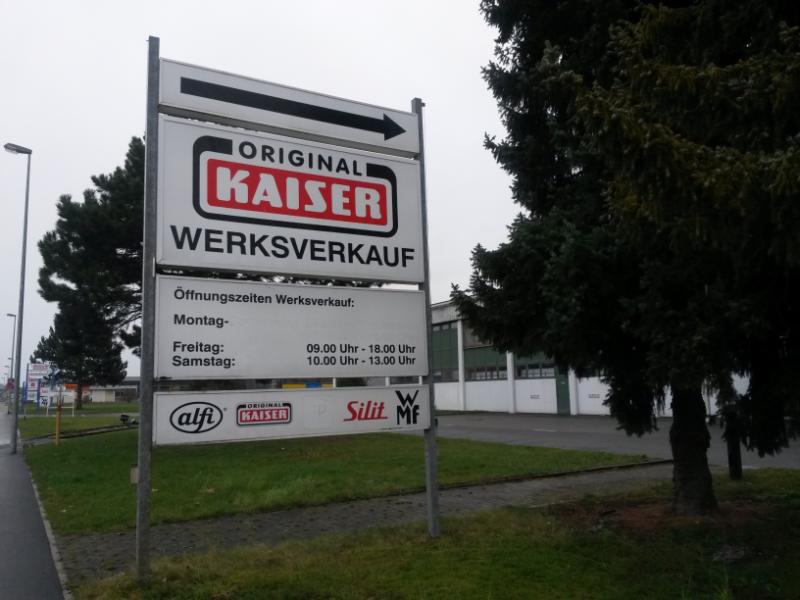 ORIGINAL
KAISER
WERKSVERKAUF
Öffnungszeiten Werksverkauf:
Montag-
Freitag: 09.00 Uhr - 18.00 Uhr
Samstag: 10.00 Uhr - 13.00 Uhr
alfi® ORIGINAL KAISER Silit WMF